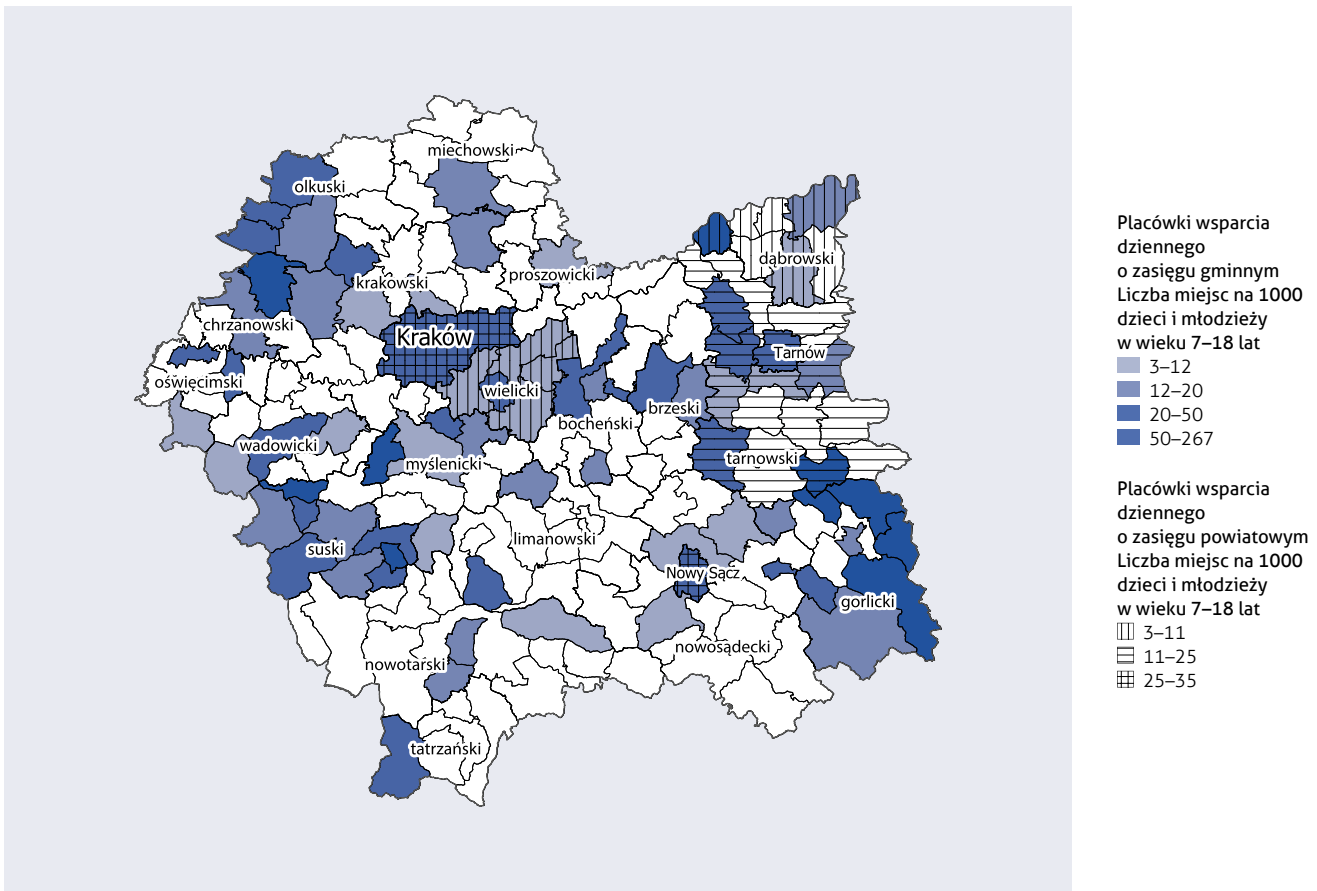 miechowski
olkuski
dąbrowski
proszowicki
krakowski
chrzanowski
Kraków
Tarnów
oświęcimski
wielicki
brzeski
bocheński
wadowicki
myślenicki
tarnowski
limanowski
suski
Nowy Sącz
gorlicki
nowosądecki
nowotarski
tatrzański
Placówki wsparcia
dziennego
o zasięgu gminnym
Liczba miejsc na 1000
dzieci i młodzieży
w wieku 7–18 lat
3–12
12–20
20–50
50–267
Placówki wsparcia
dziennego
o zasięgu powiatowym
Liczba miejsc na 1000
dzieci i młodzieży
w wieku 7–18 lat
3–11
11–25
25–35